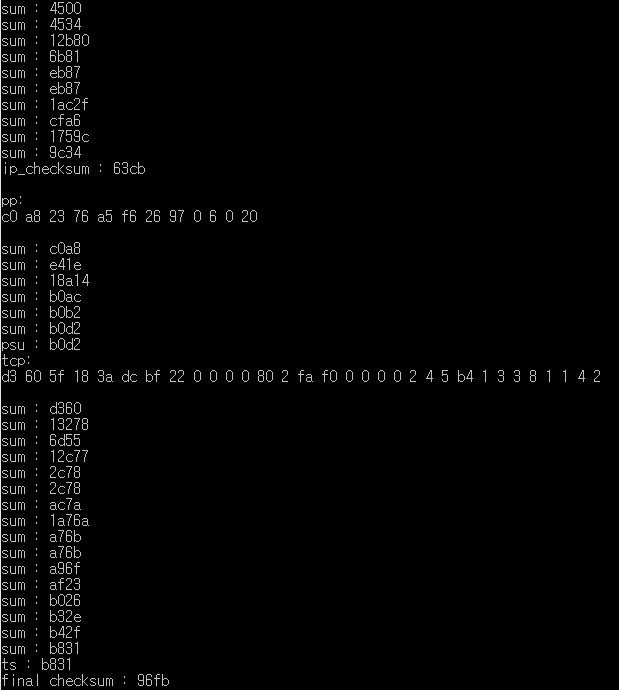 sum : 4500
sum : 4534
sum : 12b80
sum : 6b81
sum : eb87
sum : eb87
sum : 1ac2f
sum : cfa6
sum : 1759c
sum : 9c34
ip_checksum : 63cb
pp:
c0 a8 23 76 a5 f6 26 97 0 6 0 20
sum : c0a8
sum : e41e
sum : 18a14
sum : b0ac
sum : b0b2
sum : b0d2
psu : b0d2
tcp:
d3 60 5f 18 3a dc bf 22 0 0 0 0 80 2 fa f0 0 0 0 0 2 4 5 b4 1 3 3 8 1 1 4 2
sum : d360
sum : 13278
sum : 6d55
sum : 12c77
sum : 2c78
sum : 2c78
sum : ac7a
sum : 1a76a
sum : a76b
sum : a76b
sum : a96f
sum : af23
sum : b026
sum : b32e
sum : b42f
sum : b831
ts : b831
final checksum : 96fb